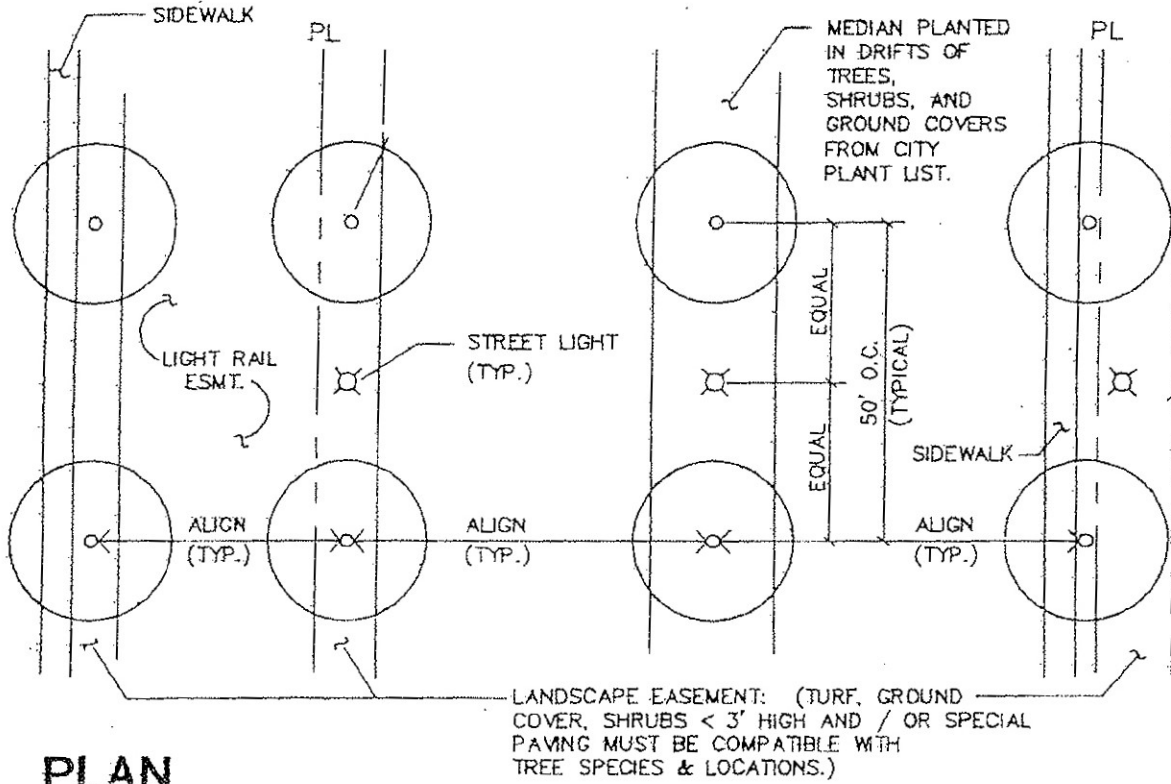 SIDEWALK
PL
MEDIAN PLANTED
IN DRIFTS OF
TREES,
SHRUBS, AND
GROUND COVERS
FROM CITY
PLANT LIST.
PL
LIGHT RAIL
ESMT.
STREET LIGHT
(TYP.)
EQUAL
EQUAL
50' O.C.
(TYPICAL)
SIDEWALK
ALIGN
(TYP.)
ALIGN
(TYP.)
ALIGN
(TYP.)
LANDSCAPE EASEMENT: (TURF, GROUND
COVER, SHRUBS < 3' HIGH AND / OR SPECIAL
PAVING MUST BE COMPATIBLE WITH
TREE SPECIES & LOCATIONS.)
PLAN